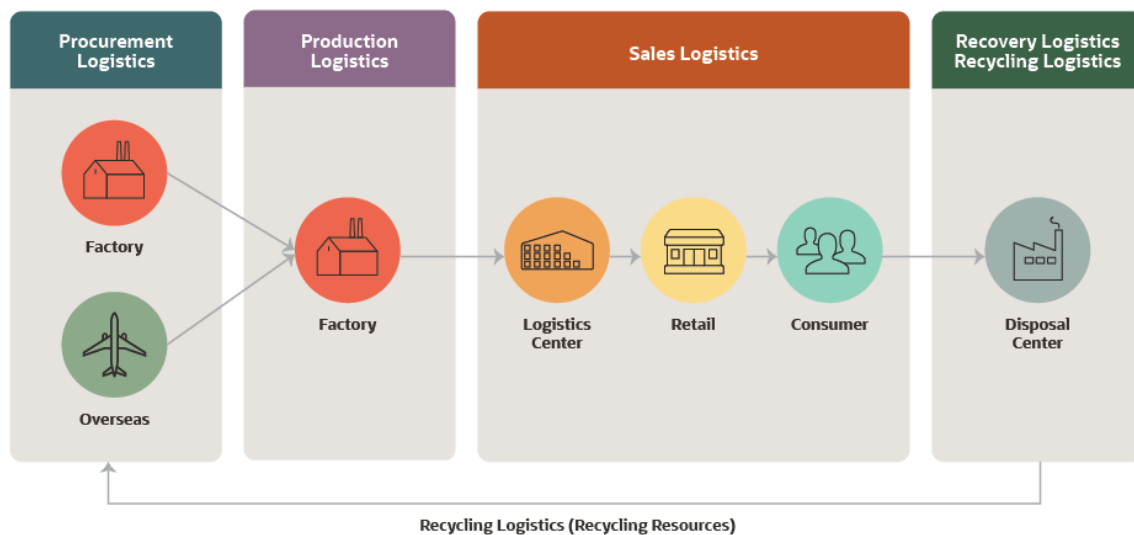 Procurement
Logistics
Production
Logistics
Sales Logistics
Recovery Logistics
Recycling Logistics
Factory
Overseas
Factory
Logistics
Center
Retail
Consumer
Disposal
Center
Recycling Logistics (Recycling Resources)